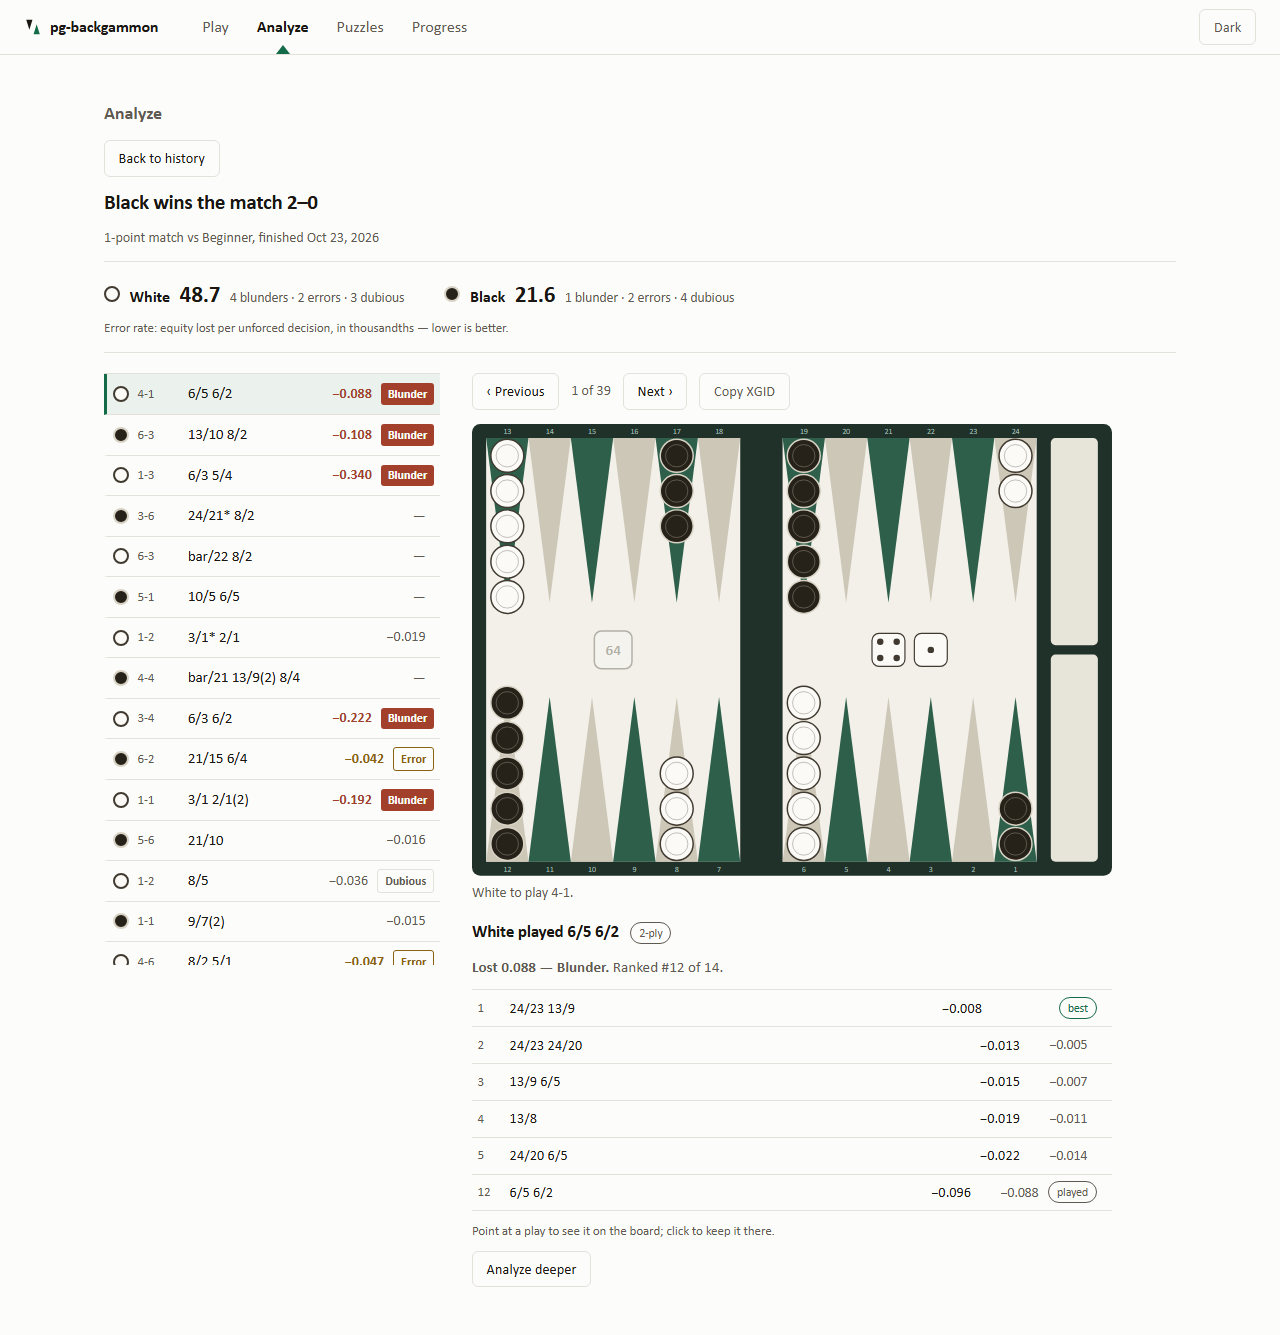 pg-backgammon Play Analyze Puzzles Progress Dark
Analyze
Back to history
Black wins the match 2–0
1-point match vs Beginner, finished Oct 23, 2026
White 48.7 4 blunders · 2 errors · 3 dubious Black 21.6 1 blunder · 2 errors · 4 dubious
Error rate: equity lost per unforced decision, in thousandths — lower is better.
4-1 6/5 6/2 −0.088 Blunder
6-3 13/10 8/2 −0.108 Blunder
1-3 6/3 5/4 −0.340 Blunder
3-6 24/21* 8/2 —
6-3 bar/22 8/2 —
5-1 10/5 6/5 —
1-2 3/1* 2/1 −0.019
4-4 bar/21 13/9(2) 8/4 —
3-4 6/3 6/2 −0.222 Blunder
6-2 21/15 6/4 −0.042 Error
1-1 3/1 2/1(2) −0.192 Blunder
5-6 21/10 −0.016
1-2 8/5 −0.036 Dubious
1-1 9/7(2) −0.015
4-6 8/2 5/1 −0.047 Error
‹ Previous 1 of 39 Next › Copy XGID
13 14 15 16 17 18 19 20 21 22 23 24
64
12 11 10 9 8 7 6 5 4 3 2 1
White to play 4-1.
White played 6/5 6/2 2-ply
Lost 0.088 — Blunder. Ranked #12 of 14.
1 24/23 13/9 −0.008 best
2 24/23 24/20 −0.013 −0.005
3 13/9 6/5 −0.015 −0.007
4 13/8 −0.019 −0.011
5 24/20 6/5 −0.022 −0.014
12 6/5 6/2 −0.096 −0.088 played
Point at a play to see it on the board; click to keep it there.
Analyze deeper